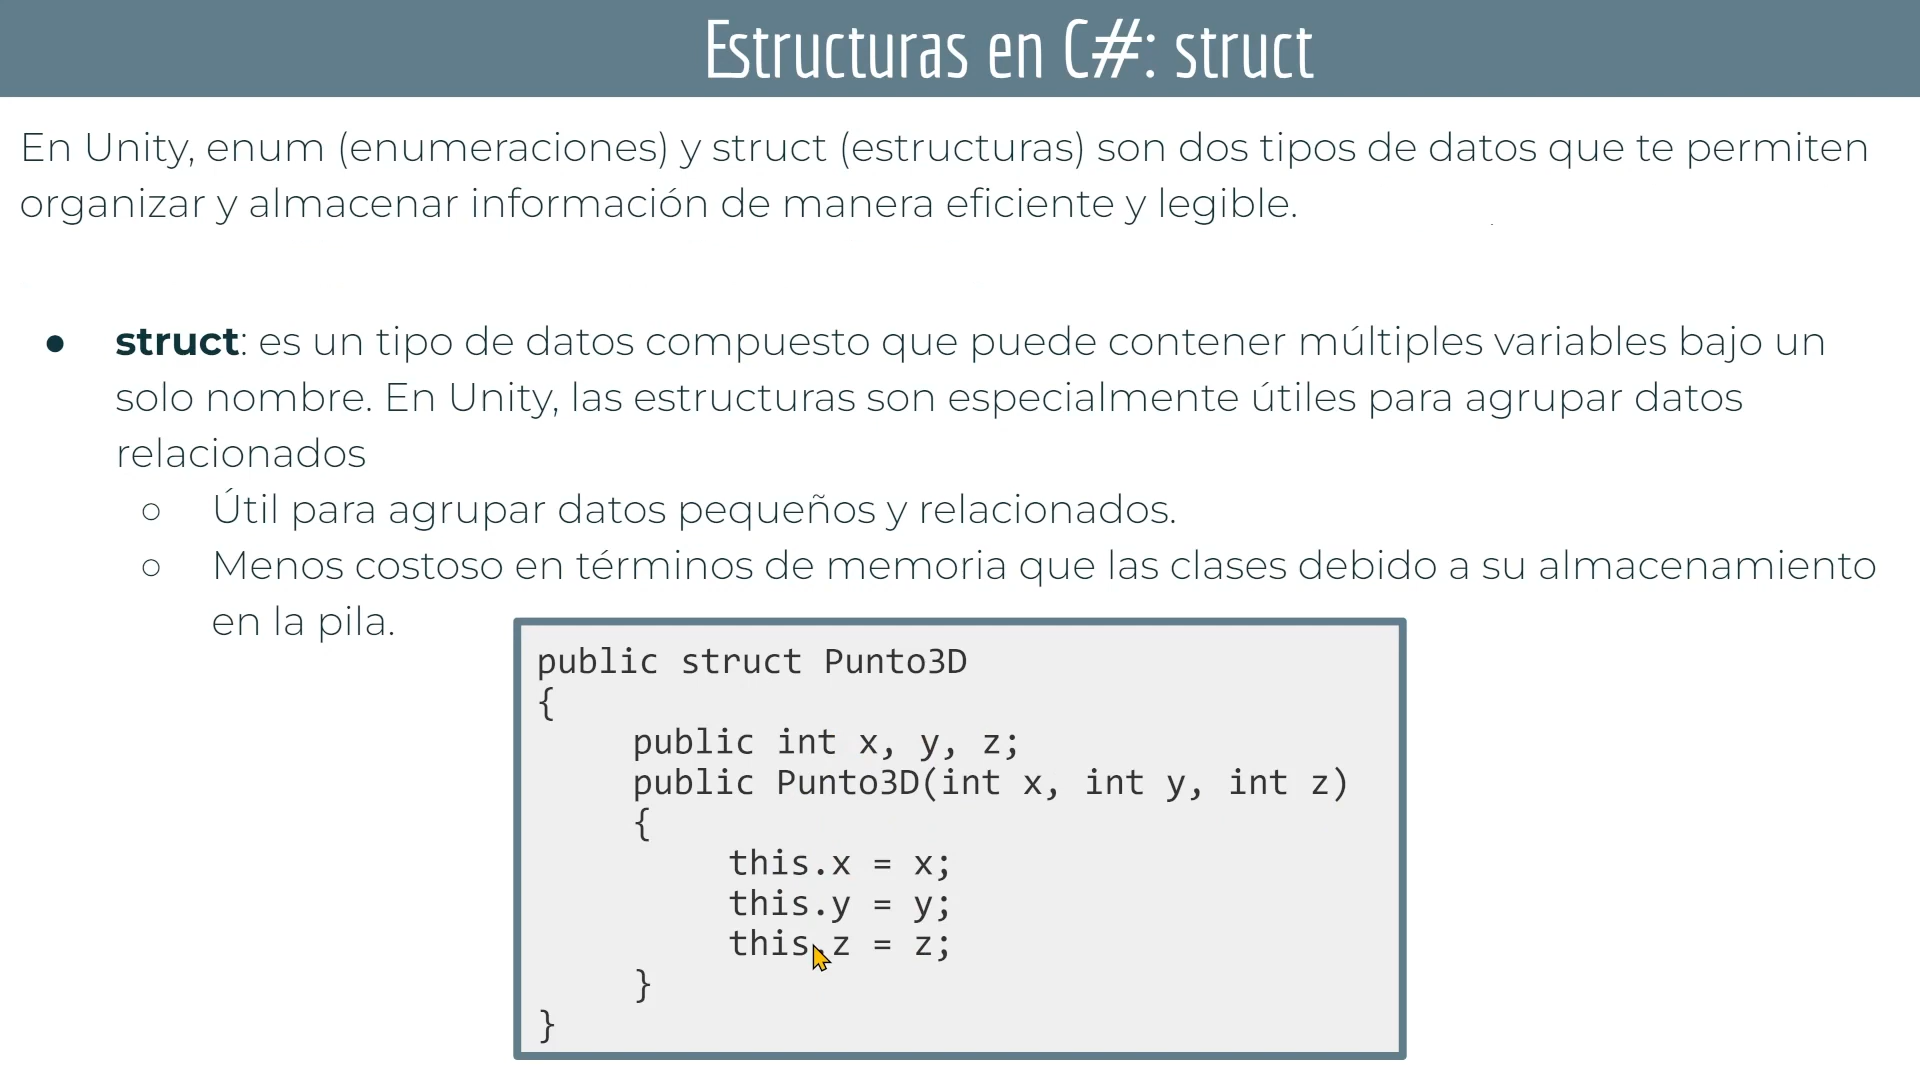 Estructuras en C#: struct
En Unity, enum (enumeraciones) y struct (estructuras) son dos tipos de datos que te permiten
organizar y almacenar información de manera eficiente y legible.
● struct: es un tipo de datos compuesto que puede contener múltiples variables bajo un
solo nombre. En Unity, las estructuras son especialmente útiles para agrupar datos
relacionados
○ Útil para agrupar datos pequeños y relacionados.
○ Menos costoso en términos de memoria que las clases debido a su almacenamiento
en la pila.
public struct Punto3D
{
public int x, y, z;
public Punto3D(int x, int y, int z)
{
this.x = x;
this.y = y;
this.z = z;
}
}